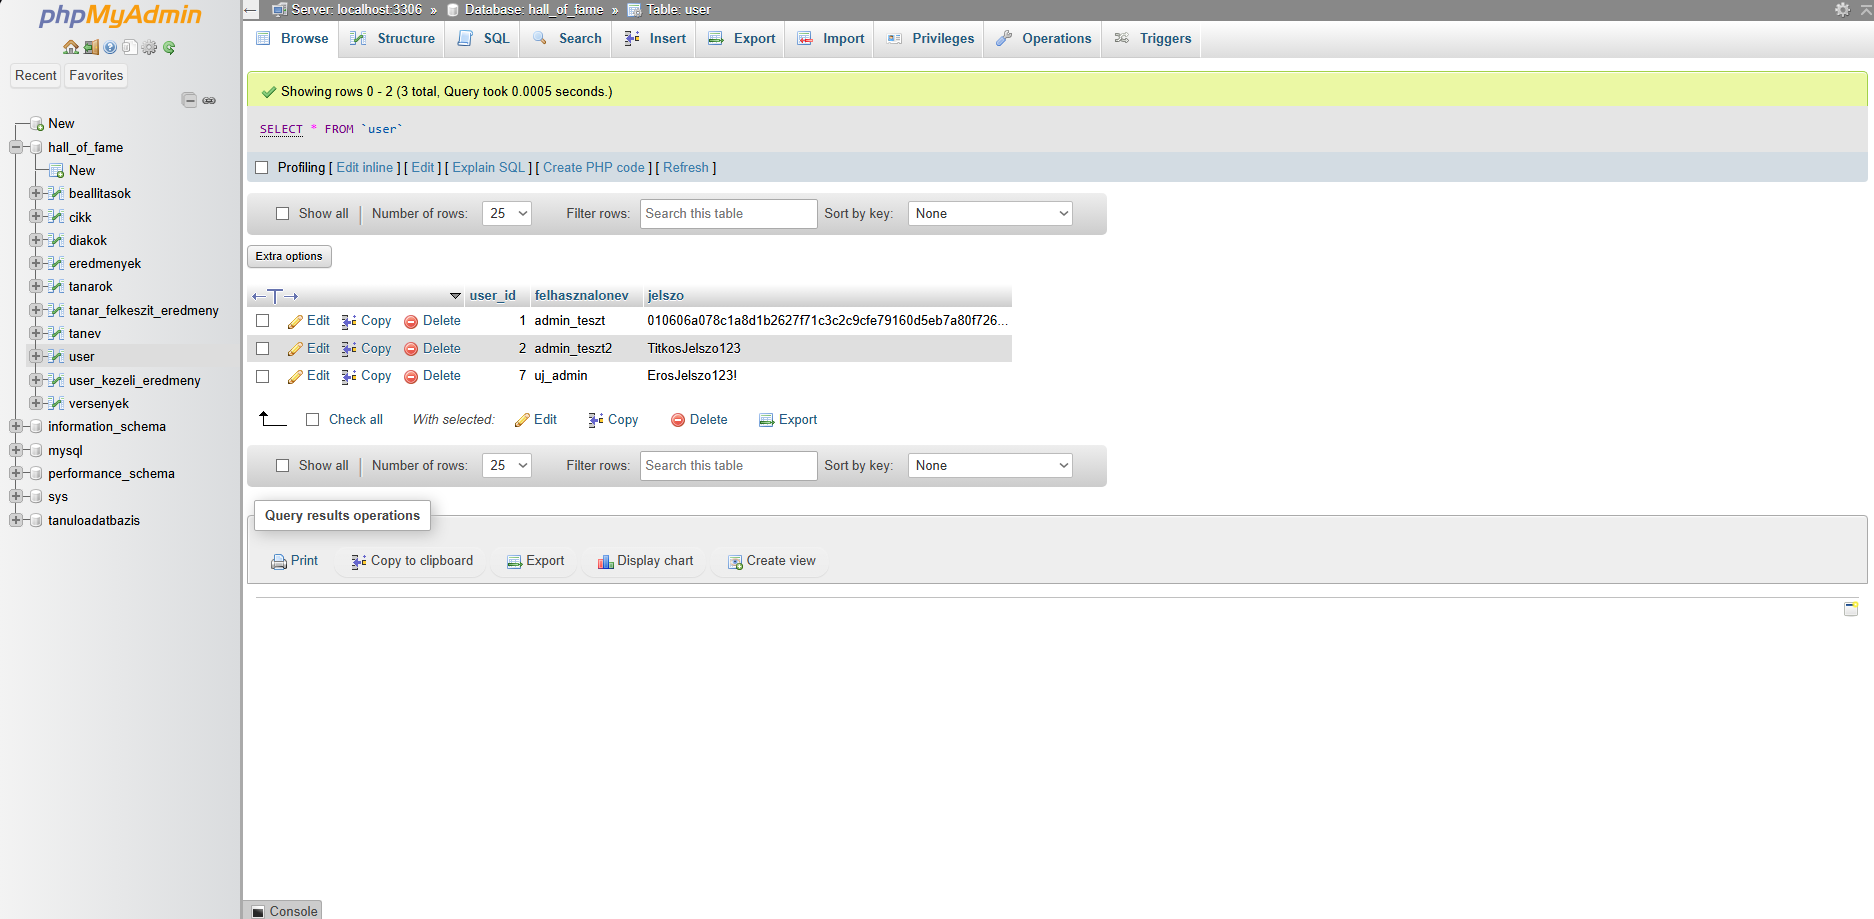 phpMyAdmin
Recent Favorites
New
hall_of_fame
New
beallitasok
cikk
diakok
eredmenyek
tanarok
tanar_felkeszit_eredmeny
tanev
user
user_kezeli_eredmeny
versenyek
information_schema
mysql
performance_schema
sys
tanuloadatbazis
Server: localhost:3306 » Database: hall_of_fame » Table: user
Browse Structure SQL Search Insert Export Import Privileges Operations Triggers
Showing rows 0 - 2 (3 total, Query took 0.0005 seconds.)
SELECT * FROM `user`
Profiling [ Edit inline ] [ Edit ] [ Explain SQL ] [ Create PHP code ] [ Refresh ]
Show all | Number of rows: 25 Filter rows: Search this table Sort by key: None
Extra options
←T→ user_id felhasznalonev jelszo
Edit Copy Delete 1 admin_teszt 010606a078c1a8d1b2627f71c3c2c9cfe79160d5eb7a80f726...
Edit Copy Delete 2 admin_teszt2 TitkosJelszo123
Edit Copy Delete 7 uj_admin ErosJelszo123!
Check all With selected: Edit Copy Delete Export
Show all | Number of rows: 25 Filter rows: Search this table Sort by key: None
Query results operations
Print Copy to clipboard Export Display chart Create view
Console